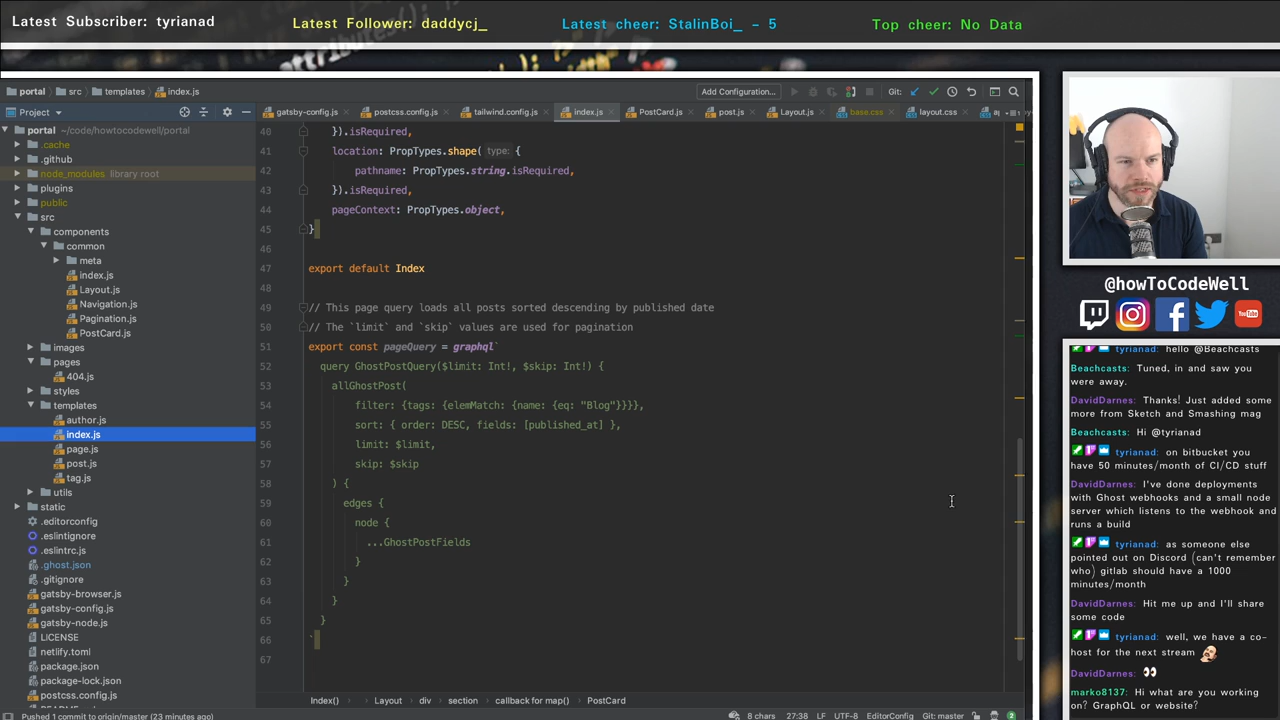 Latest Subscriber: tyrianad
Latest Follower: daddycj_
Latest cheer: StalinBoi_ - 5
Top cheer: No Data
portal
src
templates
index.js
Add Configuration...
Git:
Project
gatsby-config.js
postcss.config.js
tailwind.config.js
index.js
PostCard.js
post.js
Layout.js
base.css
layout.css
portal ~/code/howtocodewell/portal
.cache
.github
node_modules library root
plugins
public
src
components
common
meta
index.js
Layout.js
Navigation.js
Pagination.js
PostCard.js
images
pages
404.js
styles
templates
author.js
index.js
page.js
post.js
tag.js
utils
static
.editorconfig
.eslintignore
.eslintrc.js
.ghost.json
.gitignore
gatsby-browser.js
gatsby-config.js
gatsby-node.js
LICENSE
netlify.toml
package.json
package-lock.json
postcss.config.js
40 }).isRequired,
41 location: PropTypes.shape( type: {
42 pathname: PropTypes.string.isRequired,
43 }).isRequired,
44 pageContext: PropTypes.object,
45 }
46
47 export default Index
48
49 // This page query loads all posts sorted descending by published date
50 // The `limit` and `skip` values are used for pagination
51 export const pageQuery = graphql`
52 query GhostPostQuery($limit: Int!, $skip: Int!) {
53 allGhostPost(
54 filter: {tags: {elemMatch: {name: {eq: "Blog"}}}},
55 sort: { order: DESC, fields: [published_at] },
56 limit: $limit,
57 skip: $skip
58 ) {
59 edges {
60 node {
61 ...GhostPostFields
62 }
63 }
64 }
65 }
66 `
67
Index()
Layout
div
section
callback for map()
PostCard
Pushed 1 commit to origin/master (23 minutes ago)
8 chars
27:38
LF
UTF-8
EditorConfig
Git: master
2
@howToCodeWell
You Tube
tyrianad: hello @Beachcasts
Beachcasts: Tuned, in and saw you
were away.
DavidDarnes: Thanks! Just added some
more from Sketch and Smashing mag
Beachcasts: Hi @tyrianad
tyrianad: on bitbucket you
have 50 minutes/month of CI/CD stuff
DavidDarnes: I've done deployments
with Ghost webhooks and a small node
server which listens to the webhook and
runs a build
tyrianad: as someone else
pointed out on Discord (can't remember
who) gitlab should have a 1000
minutes/month
DavidDarnes: Hit me up and I'll share
some code
tyrianad: well, we have a co-
host for the next stream
DavidDarnes:
marko8137: Hi what are you working
on? GraphQL or website?